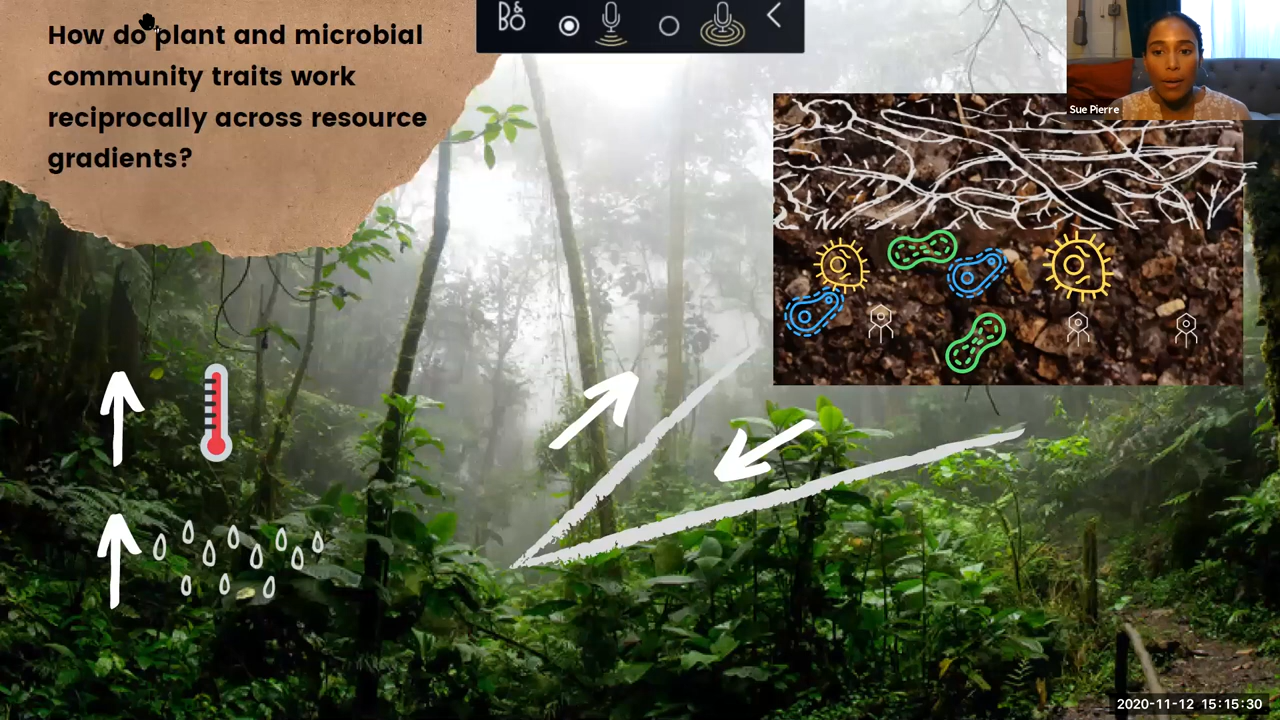 How do plant and microbial
community traits work
reciprocally across resource
gradients?
B&
BO
Sue Pierre
2020-11-12 15:15:30